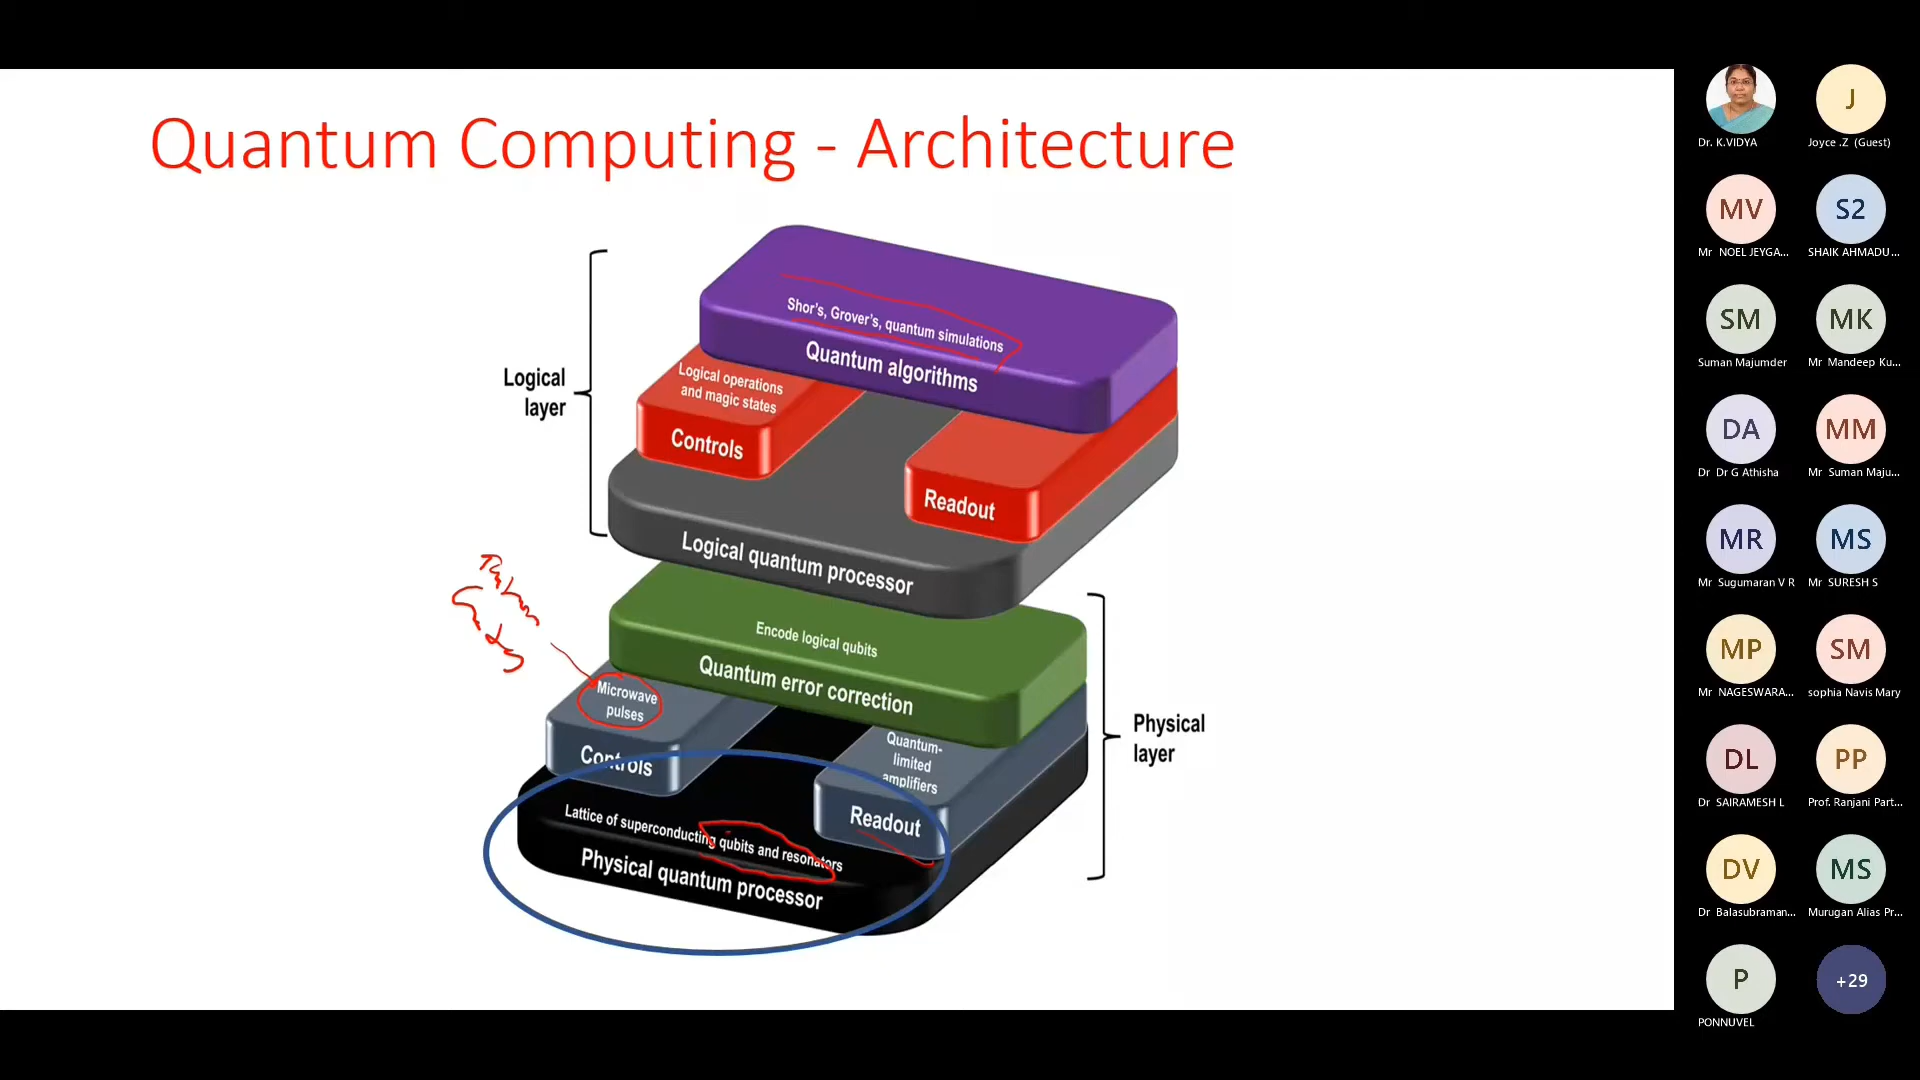 Quantum Computing - Architecture
Shor's, Grover's, quantum simulations
Quantum algorithms
Logical operations
and magic states
Controls
Readout
Logical quantum processor
Logical
layer
Encode logical qubits
Quantum error correction
Microwave
pulses
Controls
Quantum-
limited
amplifiers
Readout
Lattice of superconducting qubits and resonators
Physical quantum processor
Physical
layer
Dr. K.VIDYA
J
Joyce .Z (Guest)
MV
Mr NOEL JEYGA...
S2
SHAIK AHMADU...
SM
Suman Majumder
MK
Mr Mandeep Ku...
DA
Dr Dr G Athisha
MM
Mr Suman Maju...
MR
Mr Sugumaran V R
MS
Mr SURESH S
MP
Mr NAGESWARA...
SM
sophia Navis Mary
DL
Dr SAIRAMESH L
PP
Prof. Ranjani Part...
DV
Dr Balasubraman...
MS
Murugan Alias Pr...
P
PONNUVEL
+29